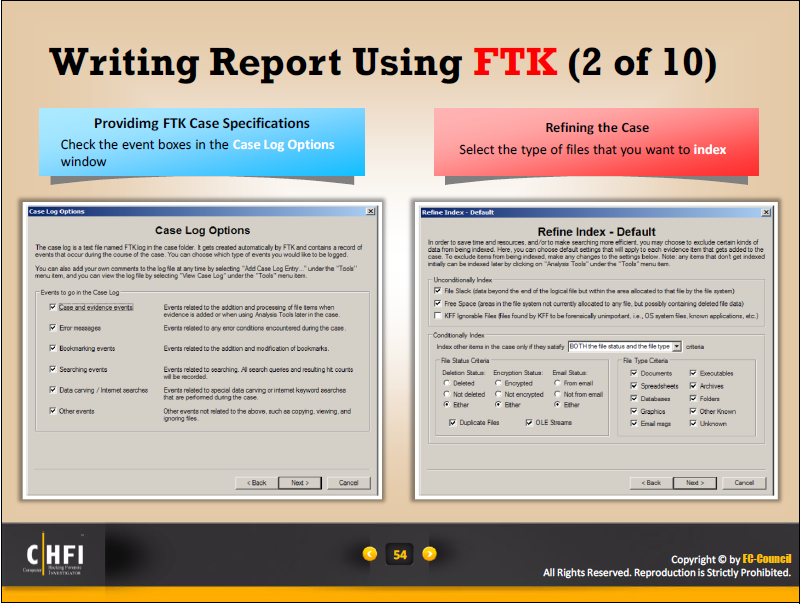 Writing Report Using FTK (2 of 10)
Providimg FTK Case Specifications
Check the event boxes in the Case Log Options
window
Refining the Case
Select the type of files that you want to index
Case Log Options
Case Log Options
The case log is a text file named FTK.log in the case folder. It gets created automatically by FTK and contains a record of
events that occur during the course of the case. You can choose which type of events you would like to be logged.
You can also add your own comments to the log file at any time by selecting "Add Case Log Entry..." under the "Tools"
menu item, and you can view the log file by selecting "View Case Log" under the "Tools" menu item.
Events to go in the Case Log
Case and evidence events
Events related to the addition and processing of file items when
evidence is added or when using Analysis Tools later in the case.
Error messages
Events related to any error conditions encountered during the case.
Bookmarking events
Events related to the addition and modification of bookmarks.
Searching events
Events related to searching. All search queries and resulting hit counts
will be recorded.
Data carving / Internet searches
Events related to special data carving or internet keyword searches
that are performed during the case.
Other events
Other events not related to the above, such as copying, viewing, and
ignoring files.
< Back
Next >
Cancel
Refine Index - Default
Refine Index - Default
In order to save time and resources, and/or to make searching more efficient, you may choose to exclude certain kinds of
data from being indexed. Here, you can choose default settings that will apply to each evidence item that gets added to the
case. To exclude items from being indexed, make any changes to the settings below. Note: any items that don't get indexed
initially can be indexed later by clicking on "Analysis Tools" under the "Tools" menu item.
Unconditionally Index
File Slack (data beyond the end of the logical file but within the area allocated to that file by the file system)
Free Space (areas in the file system not currently allocated to any file, but possibly containing deleted file data)
KFF Ignorable Files (files found by KFF to be forensically unimportant, i.e., OS system files, known applications, etc.)
Conditionally Index
Index other items in the case only if they satisfy BOTH the file status and the file type criteria
File Status Criteria
Deletion Status: Encryption Status: Email Status:
Deleted Encrypted From email
Not deleted Not encrypted Not from email
Either Either Either
Duplicate Files OLE Streams
File Type Criteria
Documents Executables
Spreadsheets Archives
Databases Folders
Graphics Other Known
Email msgs Unknown
< Back
Next >
Cancel
CHFI
Computer Hacking Forensic
INVESTIGATOR
54
Copyright © by EC-Council
All Rights Reserved. Reproduction is Strictly Prohibited.